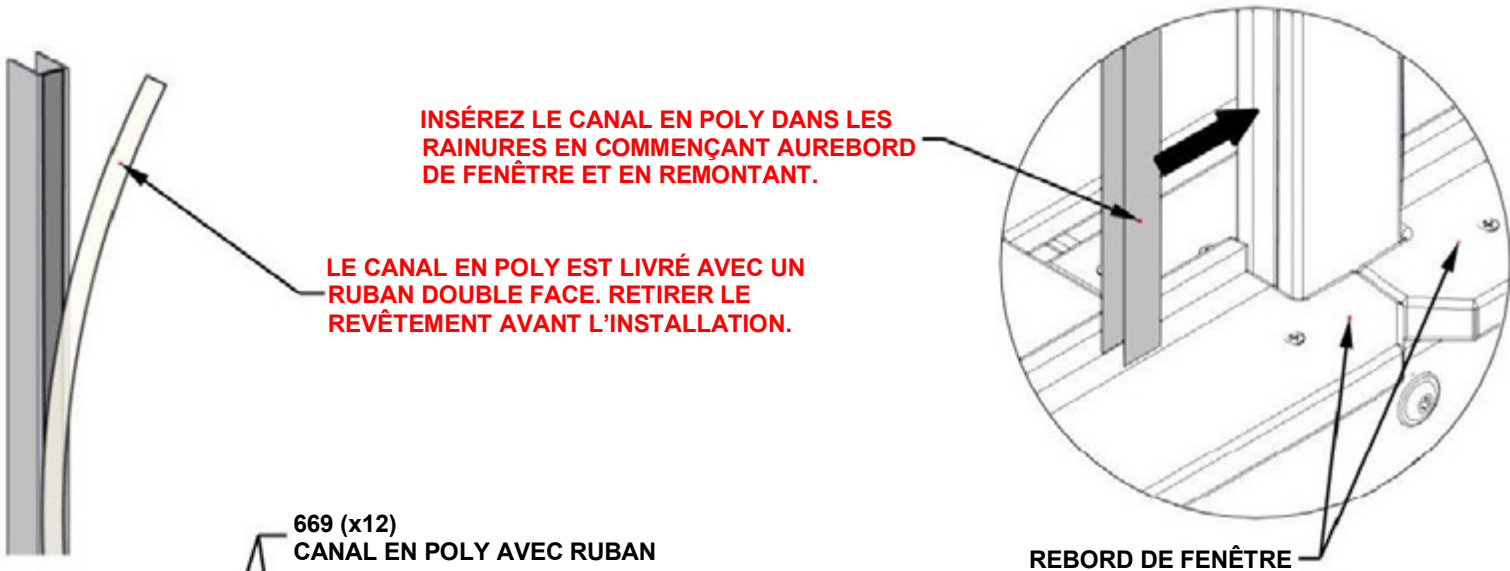 INSÉREZ LE CANAL EN POLY DANS LES
RAINURES EN COMMENÇANT AUREBORD
DE FENÊTRE ET EN REMONTANT.
LE CANAL EN POLY EST LIVRÉ AVEC UN
RUBAN DOUBLE FACE. RETIRER LE
REVÊTEMENT AVANT L’INSTALLATION.
669 (x12)
CANAL EN POLY AVEC RUBAN
REBORD DE FENÊTRE